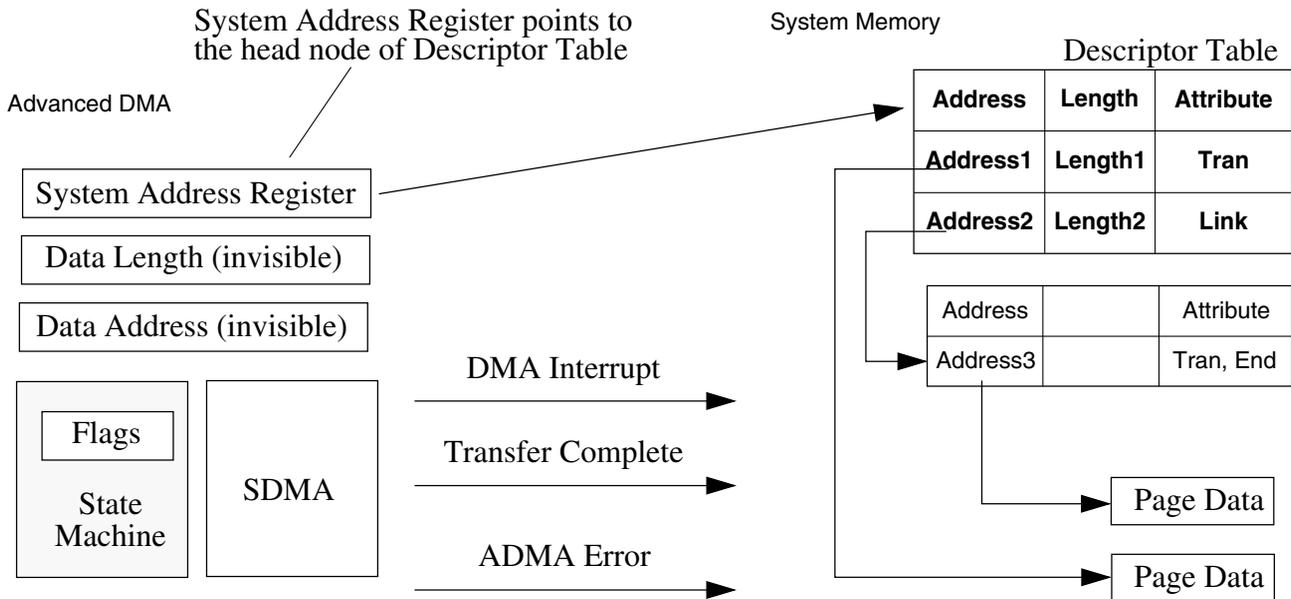 System Address Register points to
the head node of Descriptor Table
System Memory
Descriptor Table
Advanced DMA
Address Length Attribute
Address1 Length1 Tran
Address2 Length2 Link
System Address Register
Data Length (invisible)
Data Address (invisible)
Address Attribute
Address3 Tran, End
Flags
State
Machine
SDMA
DMA Interrupt
Transfer Complete
ADMA Error
Page Data
Page Data